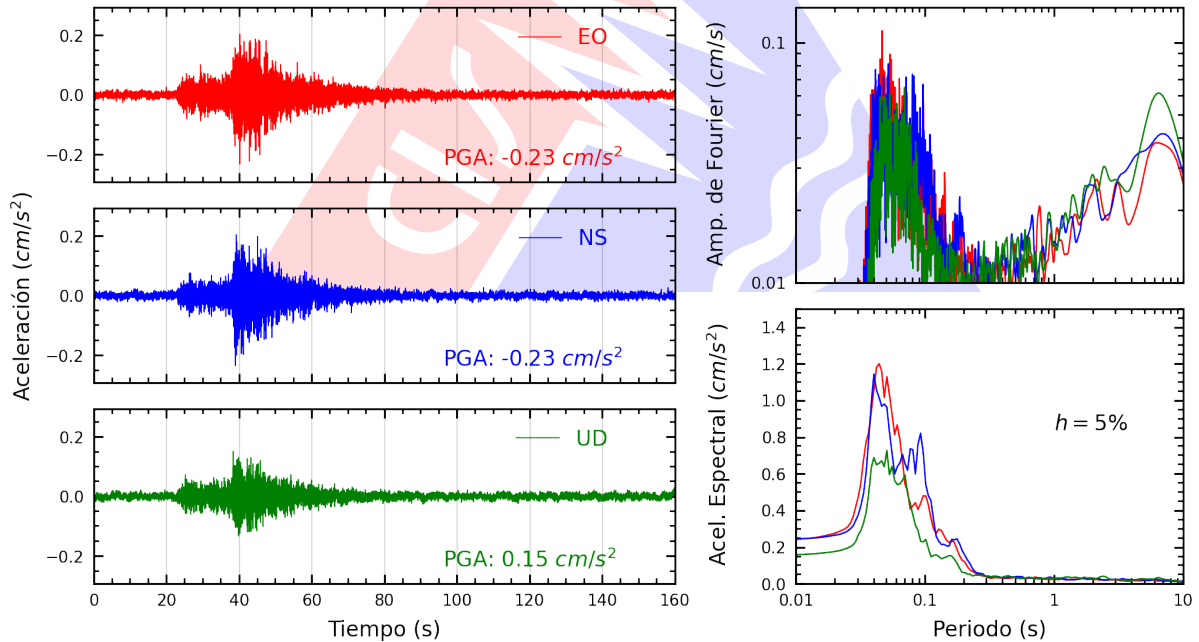 Aceleración (cm/s²)
0.2
0.0
−0.2
EO
PGA: -0.23 cm/s²
0.2
0.0
−0.2
NS
PGA: -0.23 cm/s²
0.2
0.0
−0.2
UD
PGA: 0.15 cm/s²
0 20 40 60 80 100 120 140 160
Tiempo (s)
Amp. de Fourier (cm/s)
0.1
0.01
Acel. Espectral (cm/s²)
1.4
1.2
1.0
0.8
0.6
0.4
0.2
0.0
h = 5%
0.01 0.1 1 10
Periodo (s)
CISMID